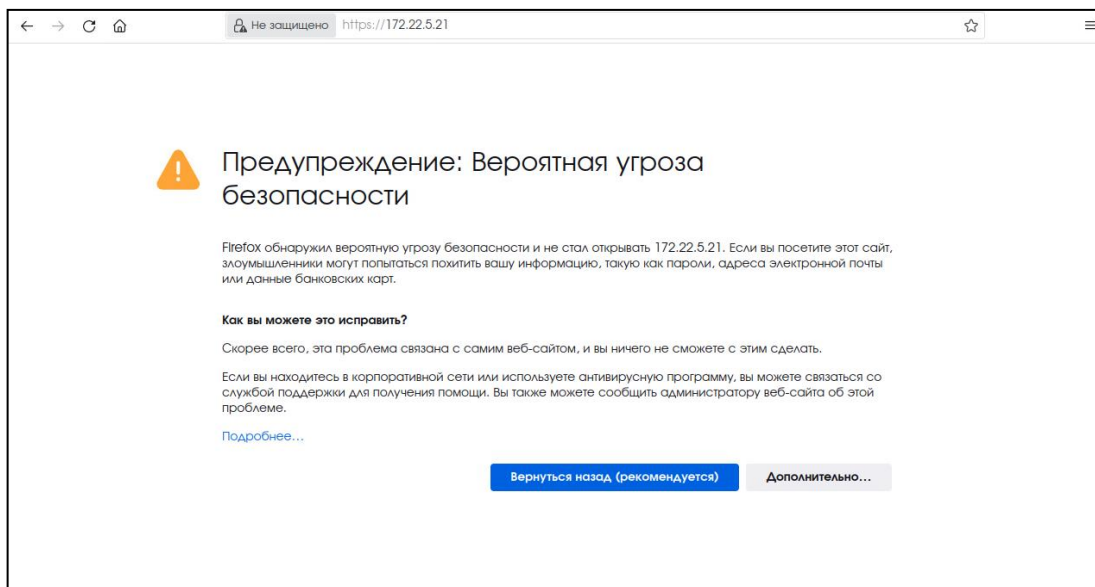 Не защищено https://172.22.5.21
Предупреждение: Вероятная угроза
безопасности
Firefox обнаружил вероятную угрозу безопасности и не стал открывать 172.22.5.21. Если вы посетите этот сайт,
злоумышленники могут попытаться похитить вашу информацию, такую как пароли, адреса электронной почты
или данные банковских карт.
Как вы можете это исправить?
Скорее всего, эта проблема связана с самим веб-сайтом, и вы ничего не сможете с этим сделать.
Если вы находитесь в корпоративной сети или используете антивирусную программу, вы можете связаться со
службой поддержки для получения помощи. Вы также можете сообщить администратору веб-сайта об этой
проблеме.
Подробнее...
Вернуться назад (рекомендуется) Дополнительно...